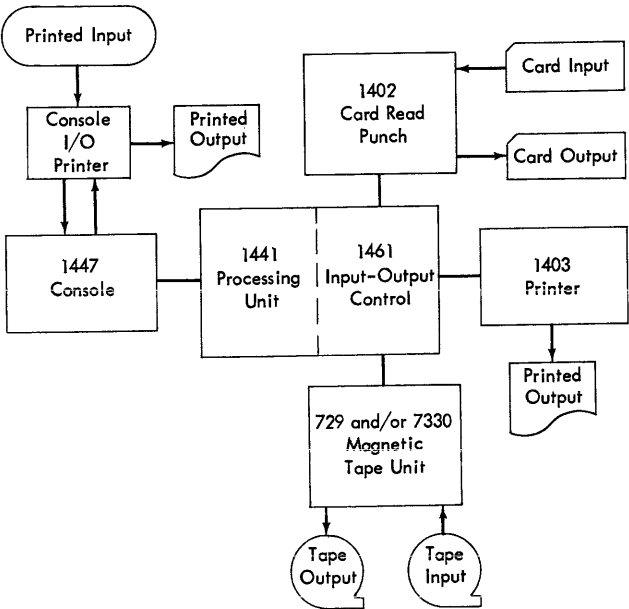 Printed Input
Console
I/O
Printer
Printed
Output
1402
Card Read
Punch
Card Input
Card Output
1447
Console
1441
Processing
Unit
1461
Input-Output
Control
1403
Printer
Printed
Output
729 and/or 7330
Magnetic
Tape Unit
Tape
Output
Tape
Input